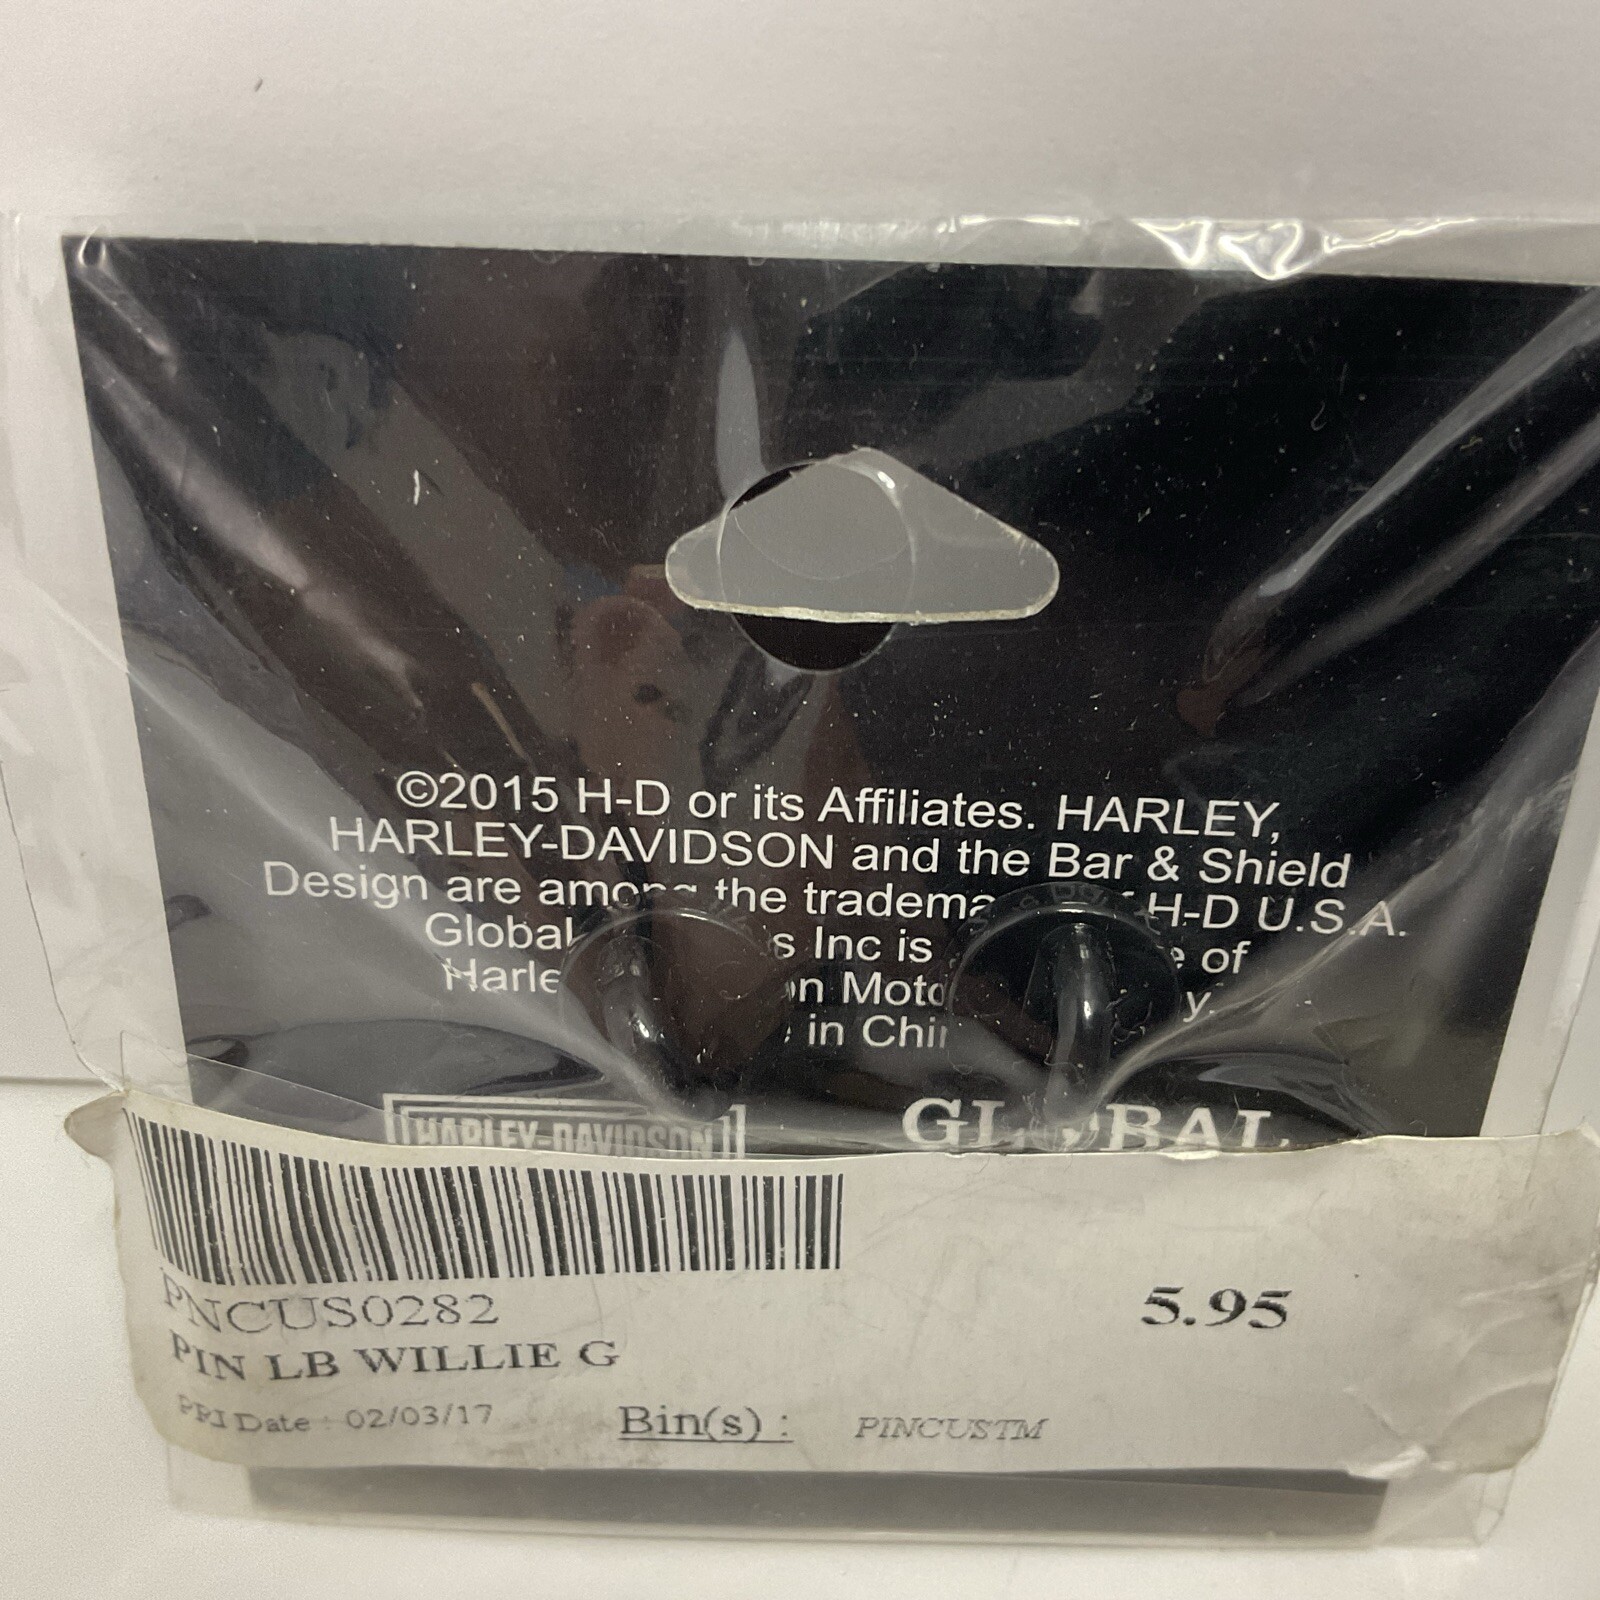 ©2015 H-D or its Affiliates. HARLEY,
HARLEY-DAVIDSON and the Bar & Shield
Design are among the tradema H-D U.S.A.
Global s Inc is e of
Harle on Moto y.
in Chi
HARLEY-DAVIDSON GLOBAL
PNCUS0282
5.95
PIN LB WILLIE G
PRI Date : 02/03/17 Bin(s) : PINCUSTM